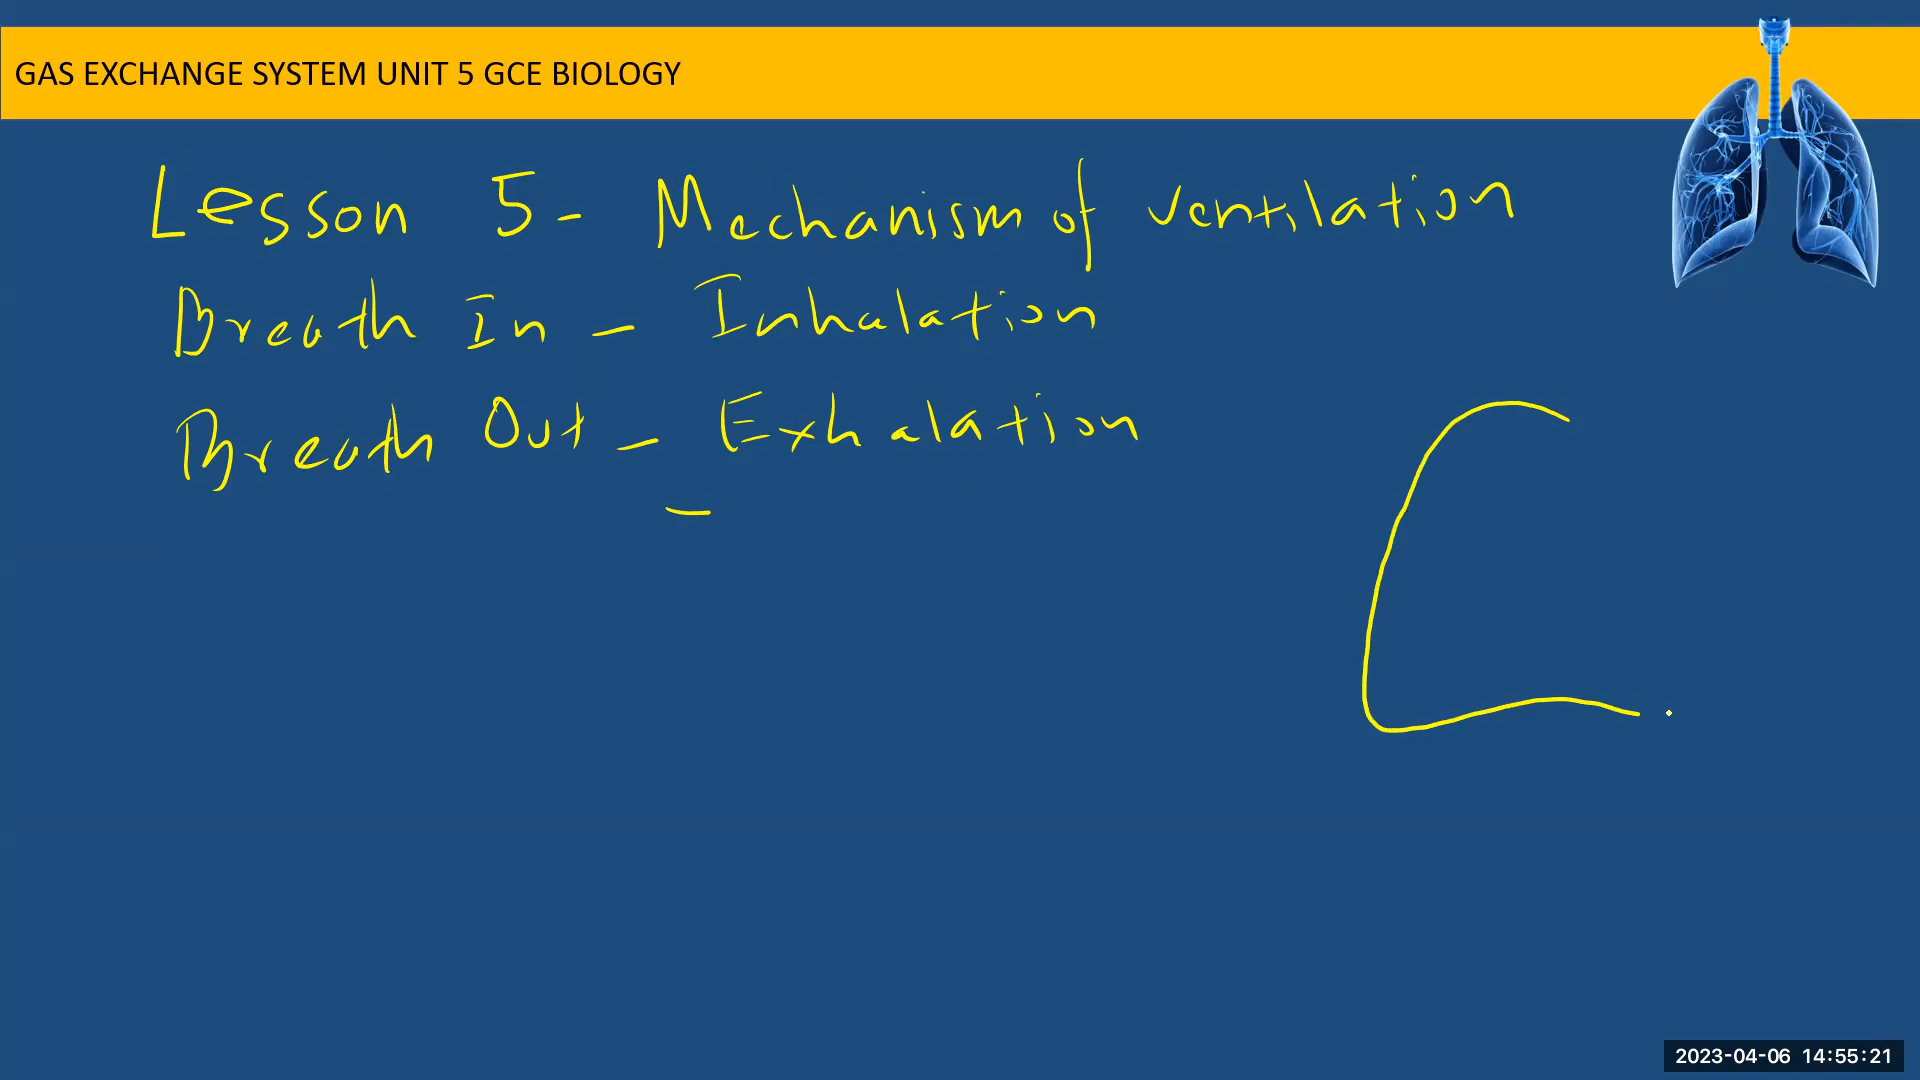 GAS EXCHANGE SYSTEM UNIT 5 GCE BIOLOGY
Lesson 5 - Mechanism of ventilation
Breath In - Inhalation
Breath Out - Exhalation
-
2023-04-06 14:55:21